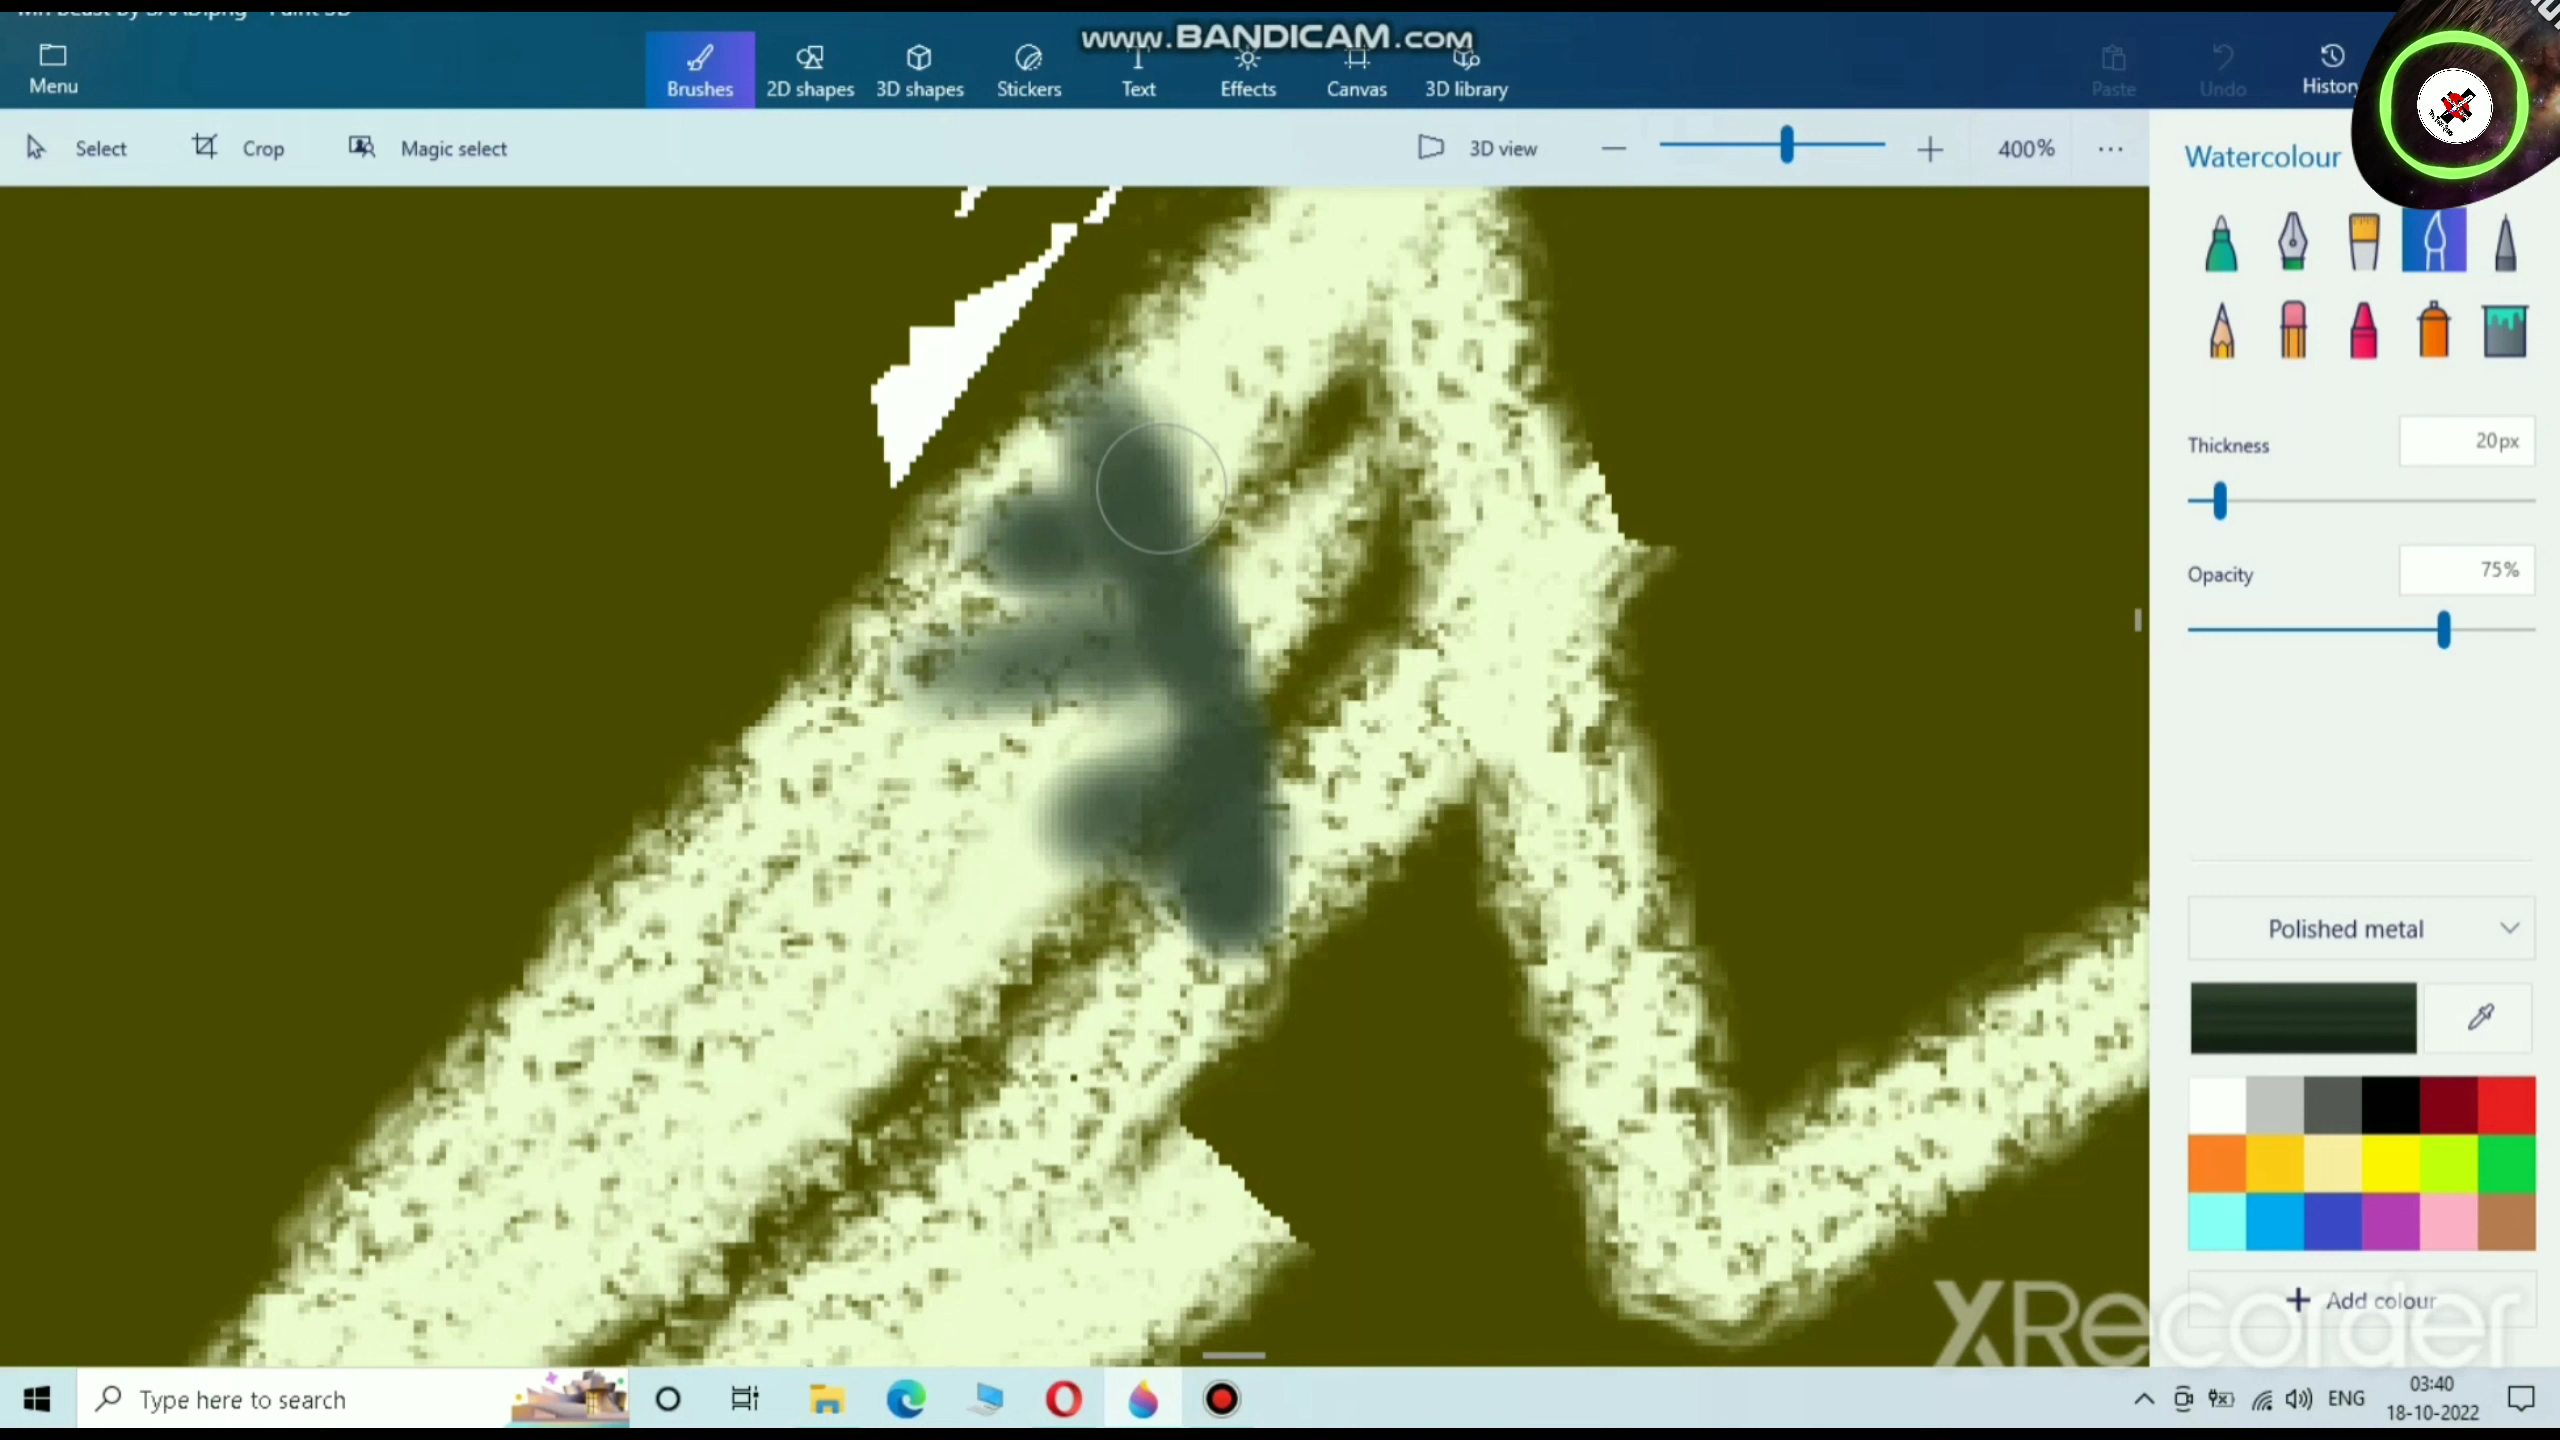 www.BANDICAM.com
Menu
Brushes
2D shapes
3D shapes
Stickers
Text
Effects
Canvas
3D library
Paste
Undo
History
Select
Crop
Magic select
3D view
400%
Watercolour
Thickness
20px
Opacity
75%
Polished metal
+ Add colour
XRecorder
Type here to search
ENG
03:40
18-10-2022